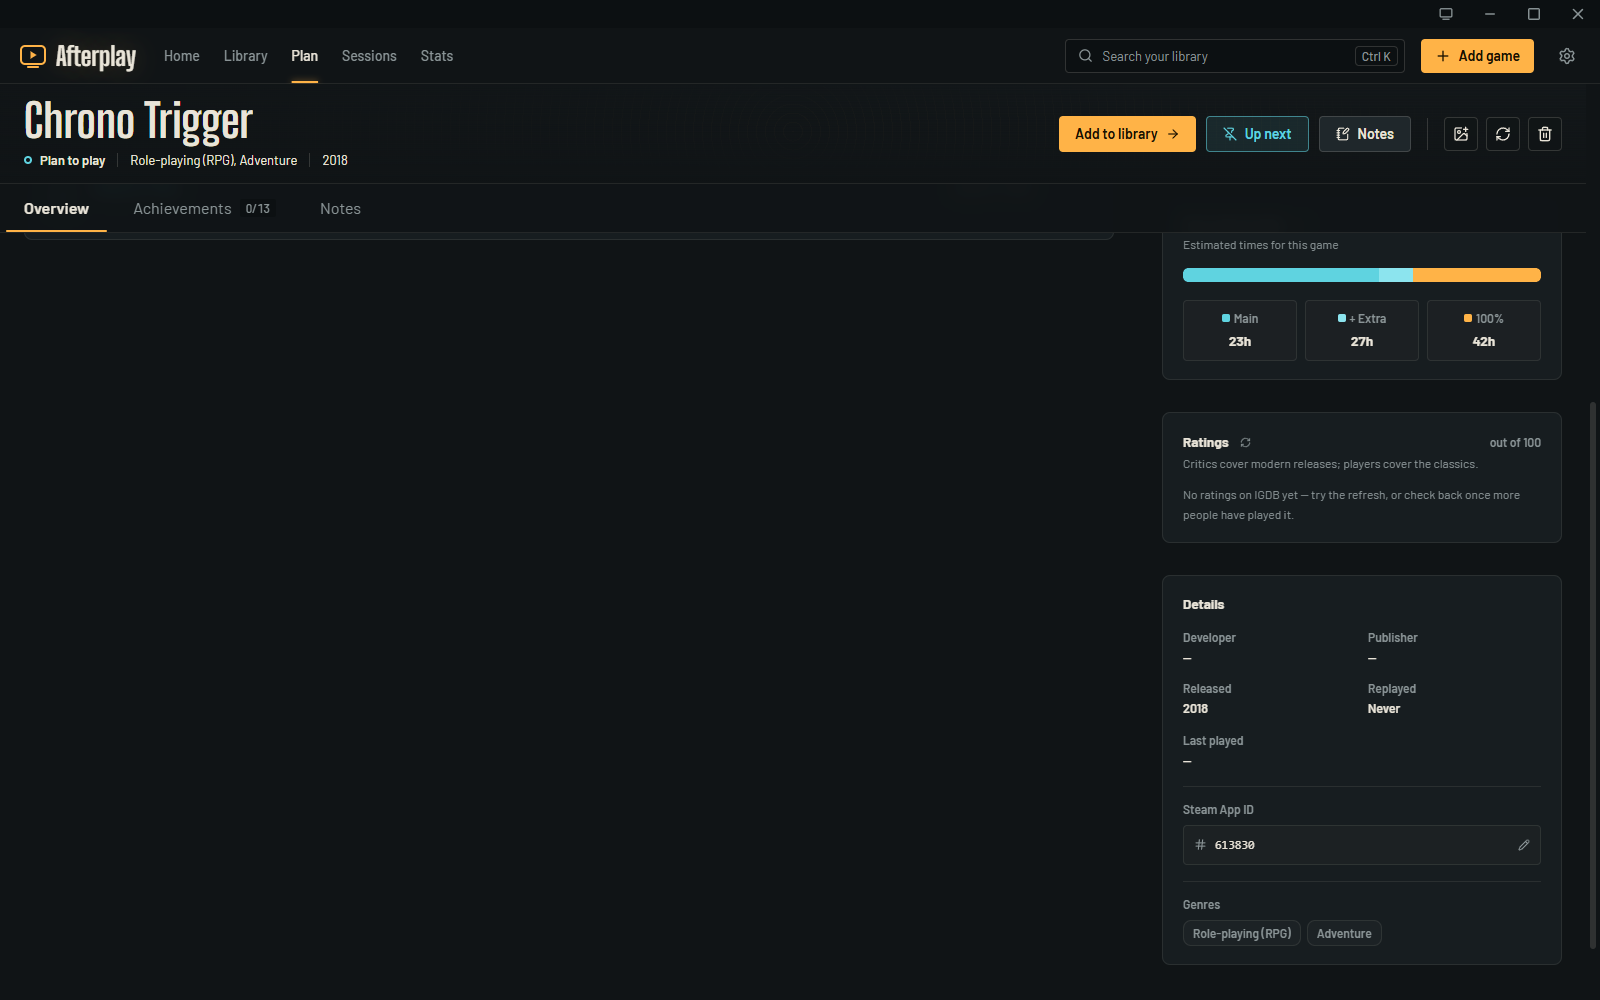 Afterplay
Home
Library
Plan
Sessions
Stats
Search your library
Ctrl K
Add game
Chrono Trigger
Plan to play
Role-playing (RPG), Adventure
2018
Add to library
Up next
Notes
Overview
Achievements
0/13
Notes
Estimated times for this game
Main
23h
+ Extra
27h
100%
42h
Ratings
out of 100
Critics cover modern releases; players cover the classics.
No ratings on IGDB yet — try the refresh, or check back once more
people have played it.
Details
Developer
—
Publisher
—
Released
2018
Replayed
Never
Last played
—
Steam App ID
# 613830
Genres
Role-playing (RPG)
Adventure